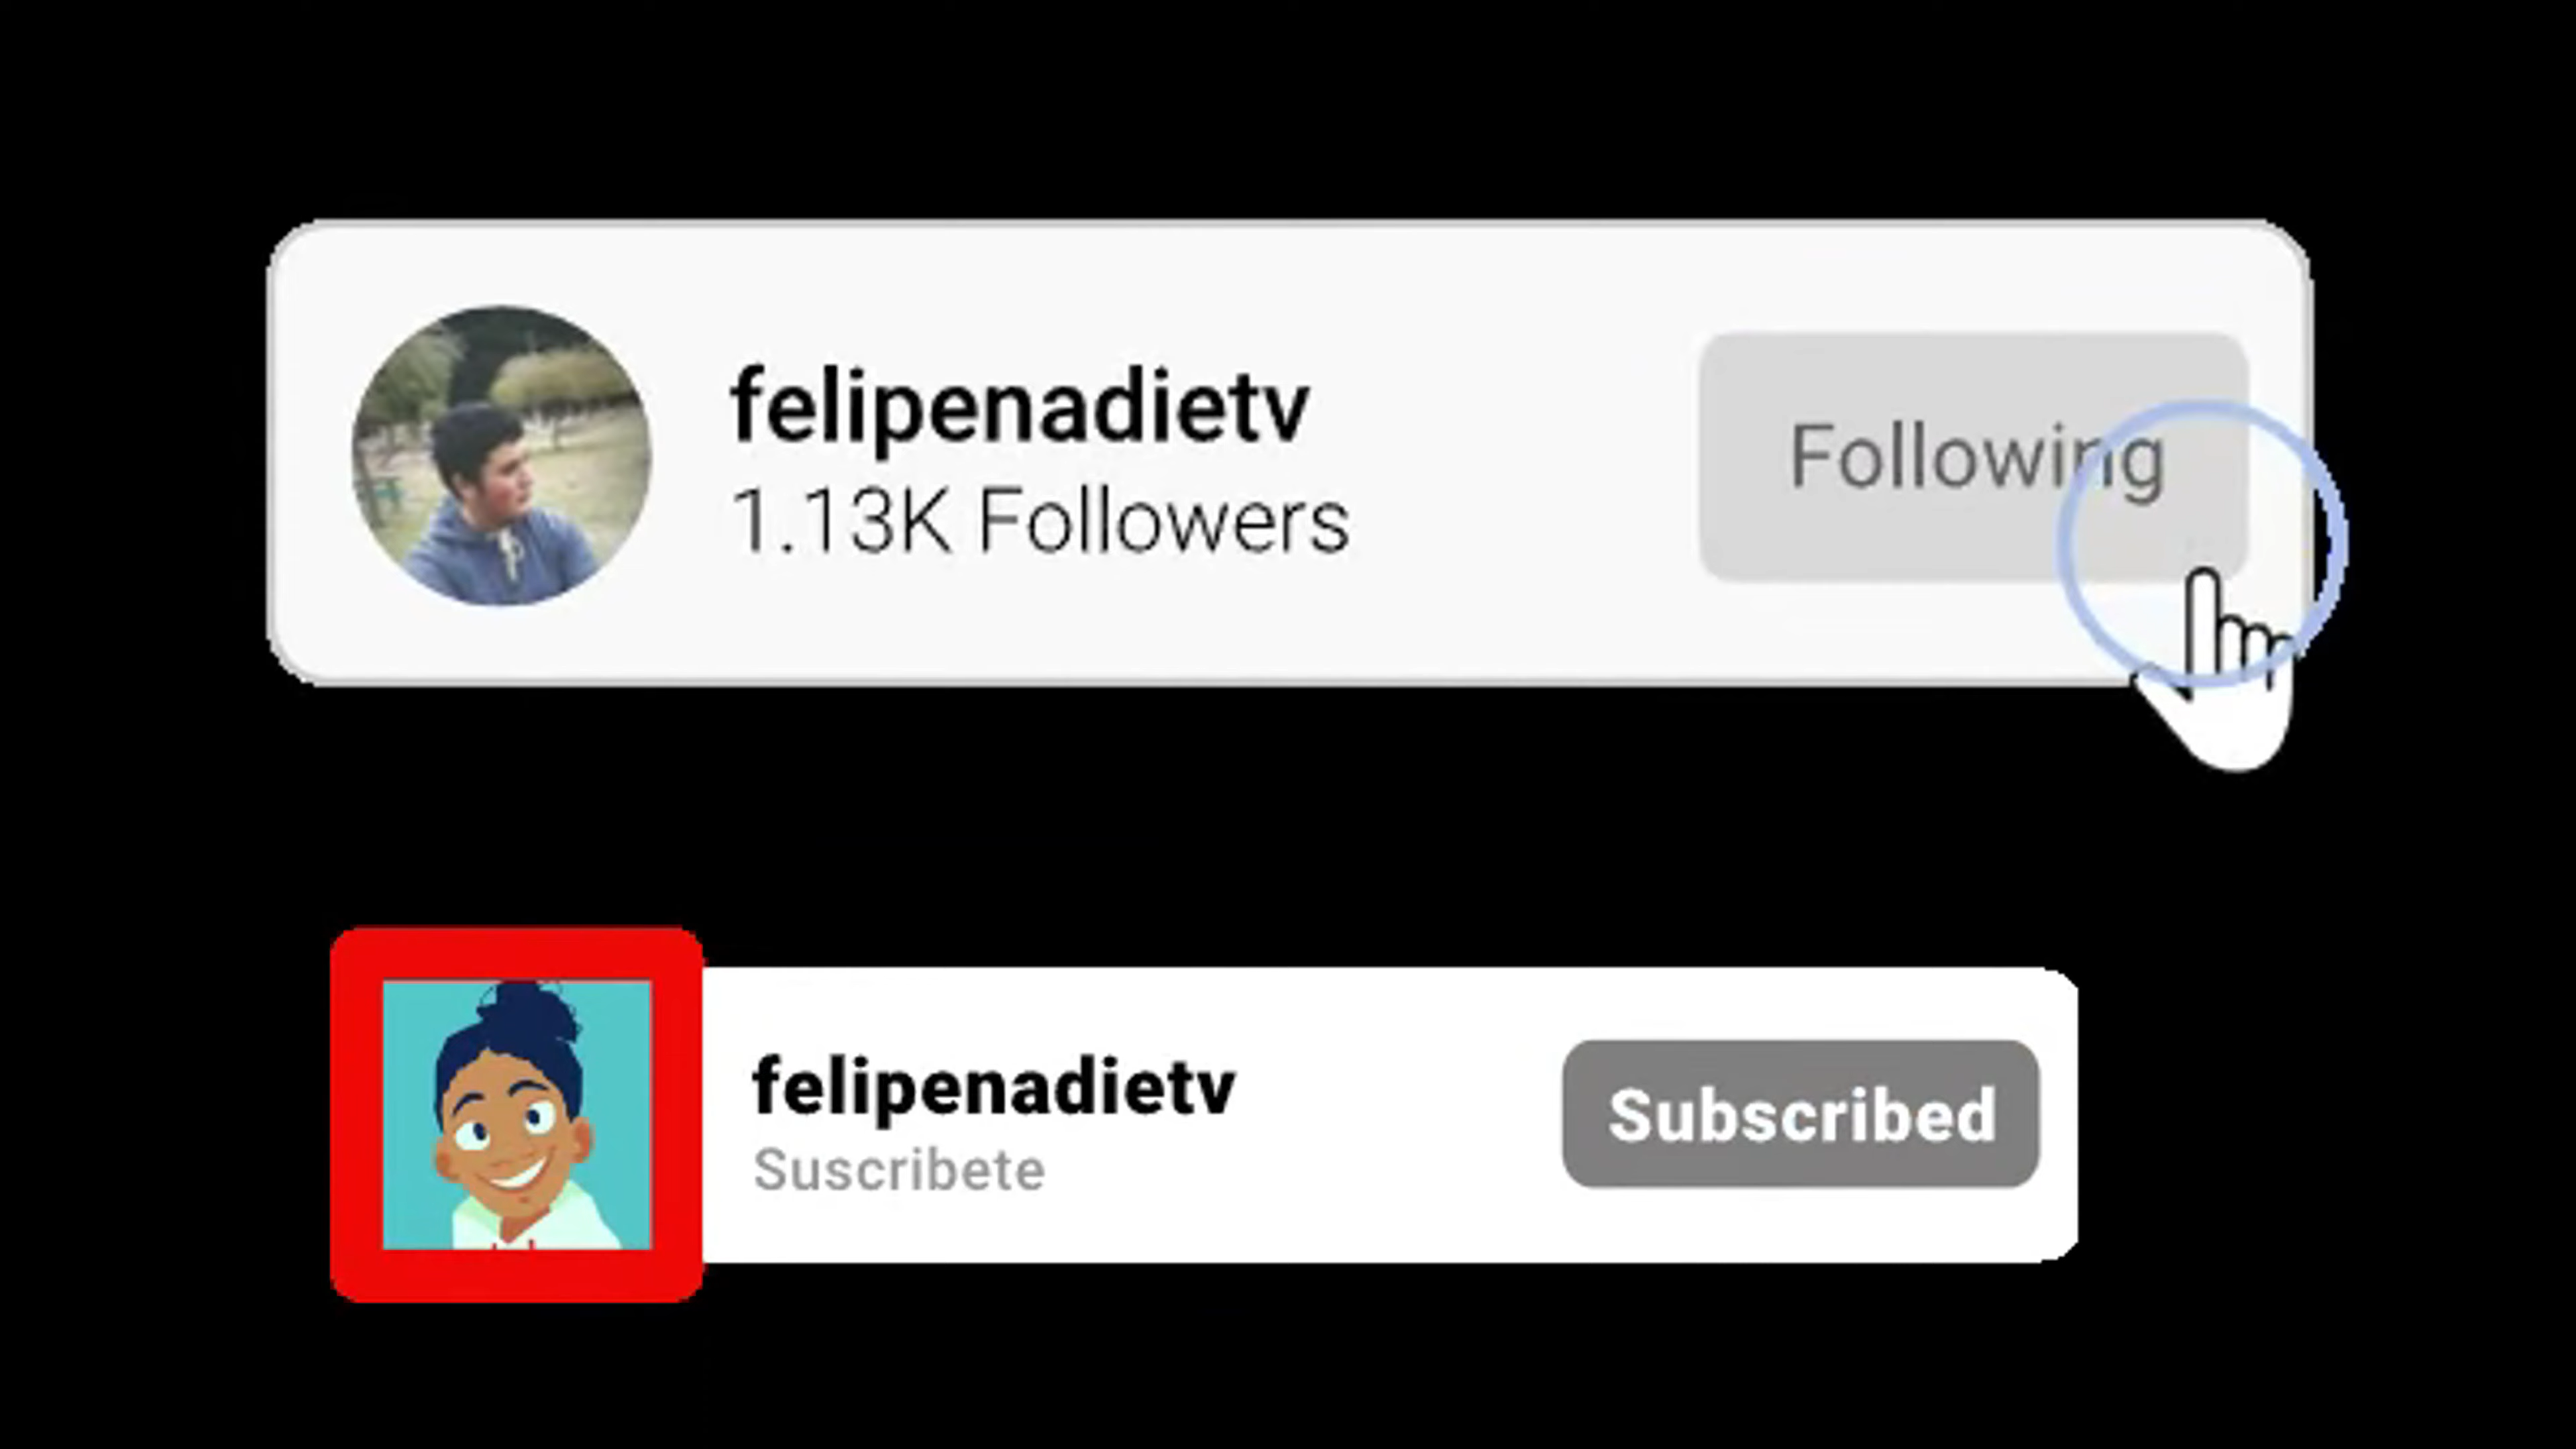 felipenadietv
1.13K Followers
Following
felipenadietv
Suscribete
Subscribed